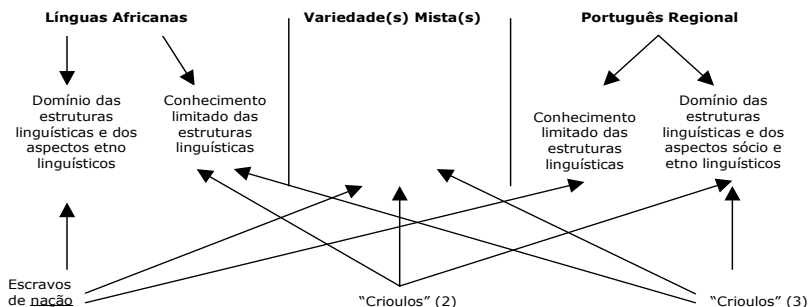 Línguas Africanas
Variedade(s) Mista(s)
Português Regional
Domínio das
estruturas
linguísticas e dos
aspectos etno
linguísticos
Conhecimento
limitado das
estruturas
linguísticas
Conhecimento
limitado das
estruturas
linguísticas
Domínio das
estruturas
linguísticas e dos
aspectos sócio e
etno linguísticos
Escravos
de nação
“Crioulos” (2)
“Crioulos” (3)